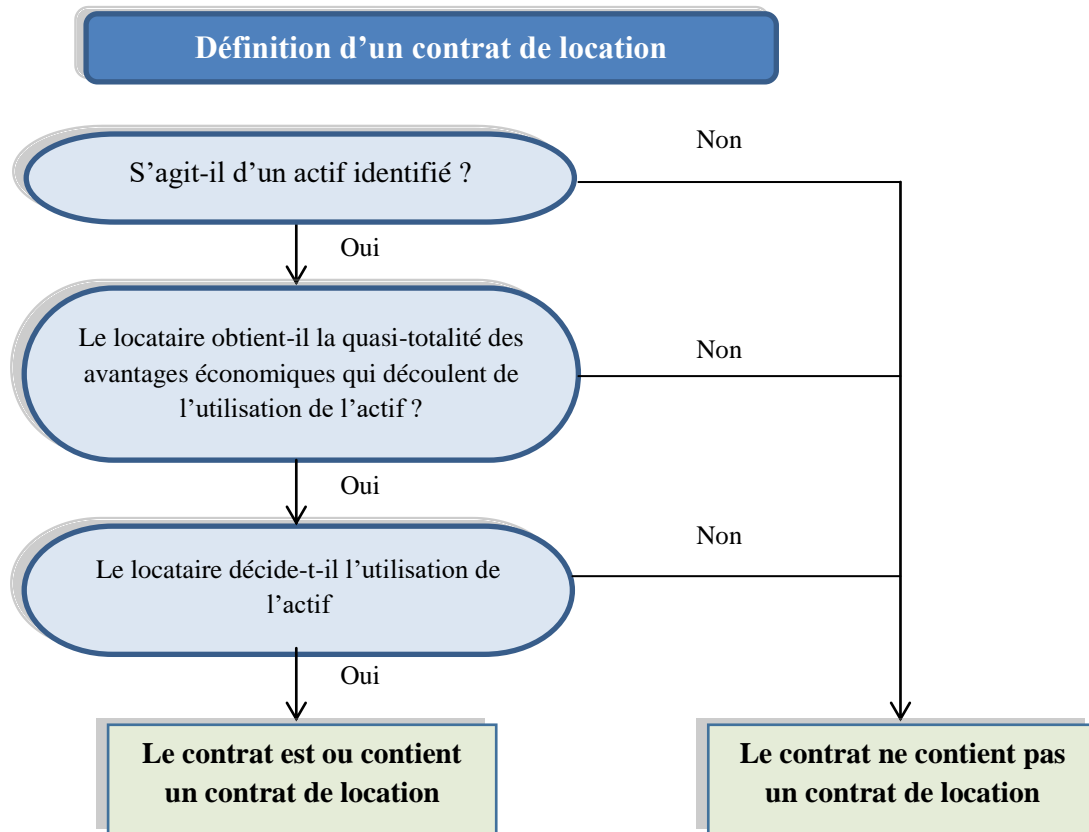 Définition d’un contrat de location
S’agit-il d’un actif identifié ?
Non
Oui
Le locataire obtient-il la quasi-totalité des
avantages économiques qui découlent de
l’utilisation de l’actif ?
Non
Oui
Le locataire décide-t-il l’utilisation de
l’actif
Non
Oui
Le contrat est ou contient
un contrat de location
Le contrat ne contient pas
un contrat de location